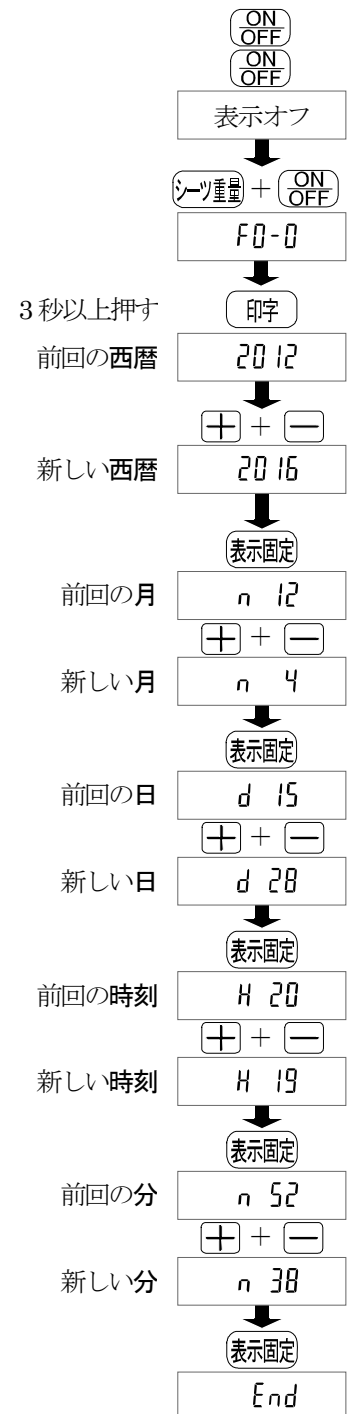 ON
OFF
ON
OFF
表示オフ
シーツ重量 + ON
OFF
F0-0
3秒以上押す 印字
前回の西暦 2012
＋ + −
新しい西暦 2016
表示固定
前回の月 n 12
＋ + −
新しい月 n 4
表示固定
前回の日 d 15
＋ + −
新しい日 d 28
表示固定
前回の時刻 H 20
＋ + −
新しい時刻 H 19
表示固定
前回の分 n 52
＋ + −
新しい分 n 38
表示固定
End